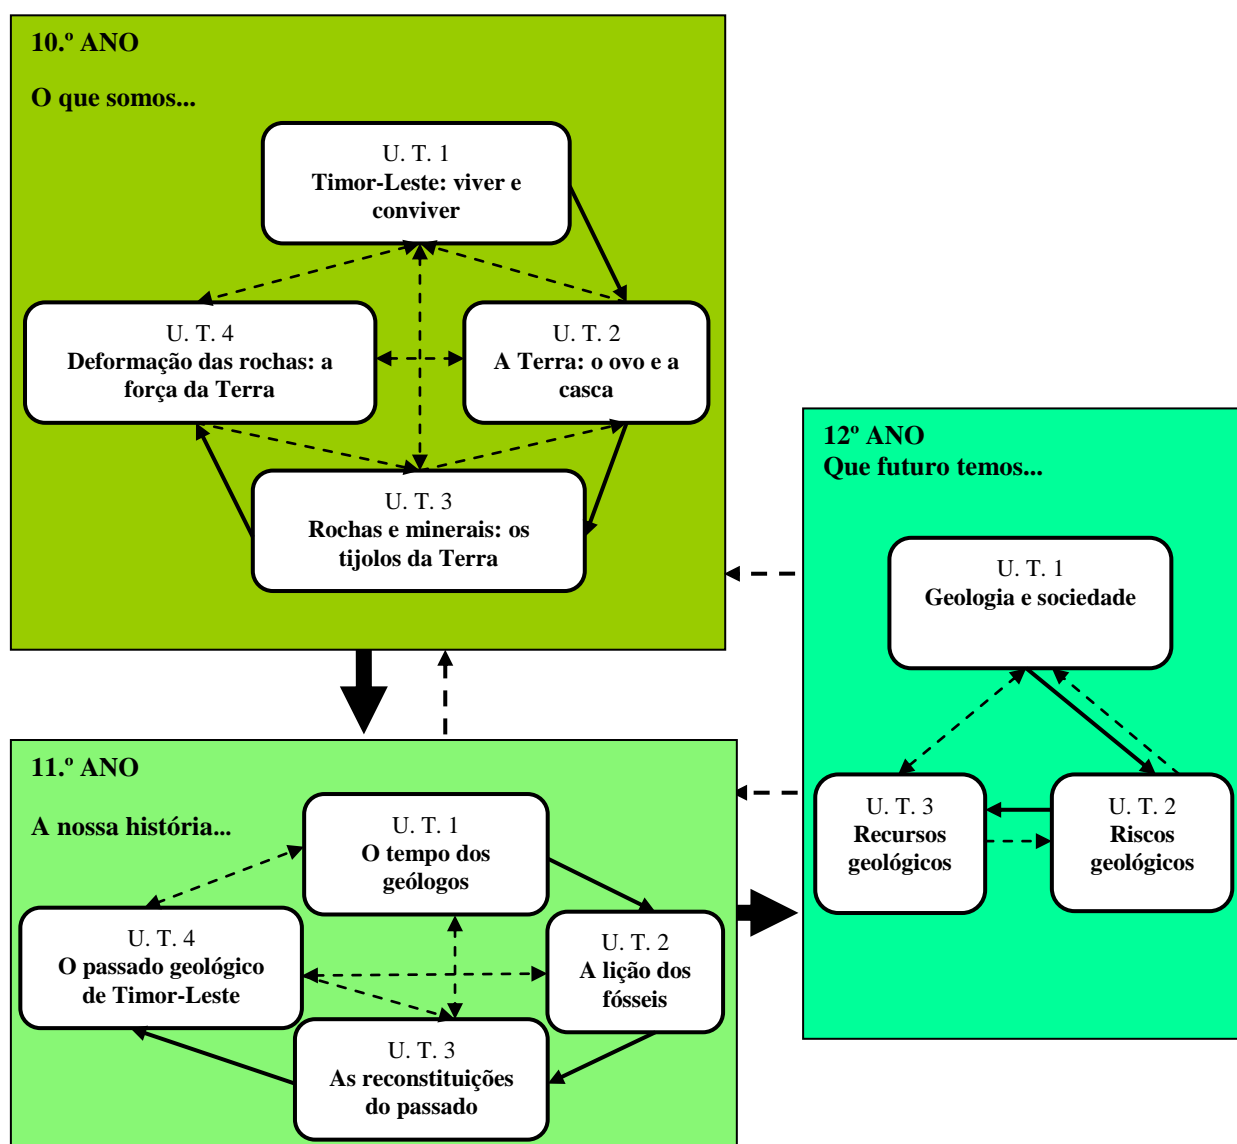 10.º ANO
O que somos...
U. T. 1
Timor-Leste: viver e
conviver
U. T. 4
Deformação das rochas: a
força da Terra
U. T. 2
A Terra: o ovo e a
casca
U. T. 3
Rochas e minerais: os
tijolos da Terra
12º ANO
Que futuro temos...
U. T. 1
Geologia e sociedade
U. T. 3
Recursos
geológicos
U. T. 2
Riscos
geológicos
11.º ANO
A nossa história...
U. T. 1
O tempo dos
geólogos
U. T. 4
O passado geológico
de Timor-Leste
U. T. 2
A lição dos
fósseis
U. T. 3
As reconstituições
do passado